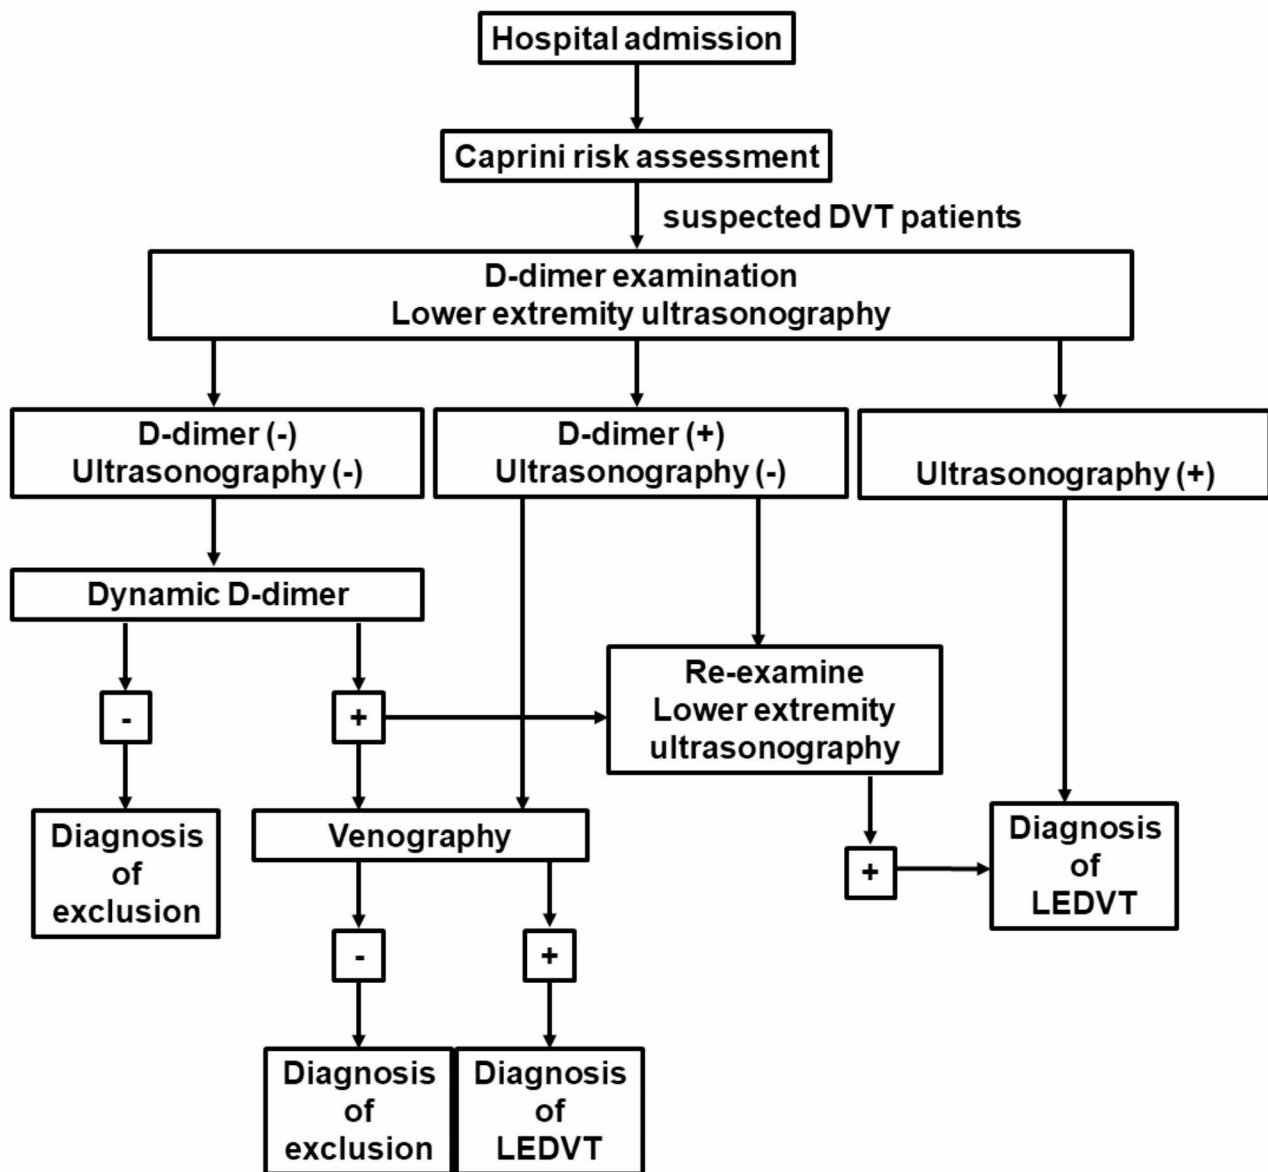 Hospital admission
Caprini risk assessment
suspected DVT patients
D-dimer examination
Lower extremity ultrasonography
D-dimer (-)
Ultrasonography (-)
D-dimer (+)
Ultrasonography (-)
Ultrasonography (+)
Dynamic D-dimer
-
+
Re-examine
Lower extremity
ultrasonography
Diagnosis
of
exclusion
Venography
+
Diagnosis
of
LEDVT
-
+
Diagnosis
of
exclusion
Diagnosis
of
LEDVT